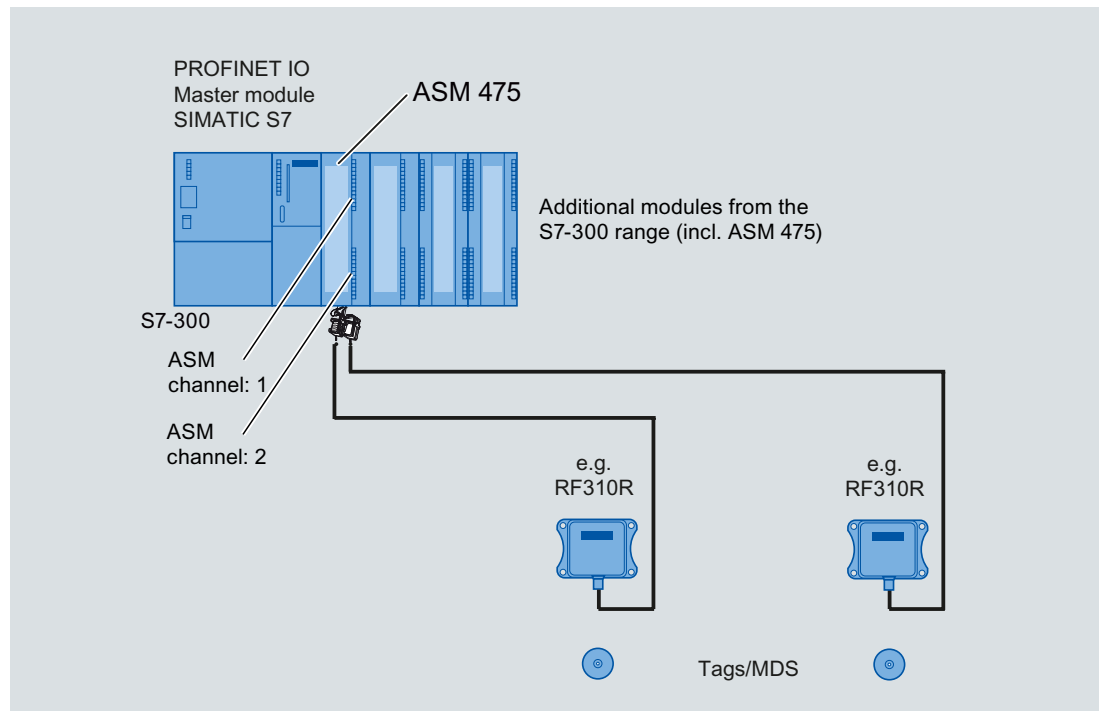 PROFINET IO
Master module
SIMATIC S7
ASM 475
Additional modules from the
S7-300 range (incl. ASM 475)
S7-300
ASM
channel: 1
ASM
channel: 2
e.g.
RF310R
e.g.
RF310R
Tags/MDS